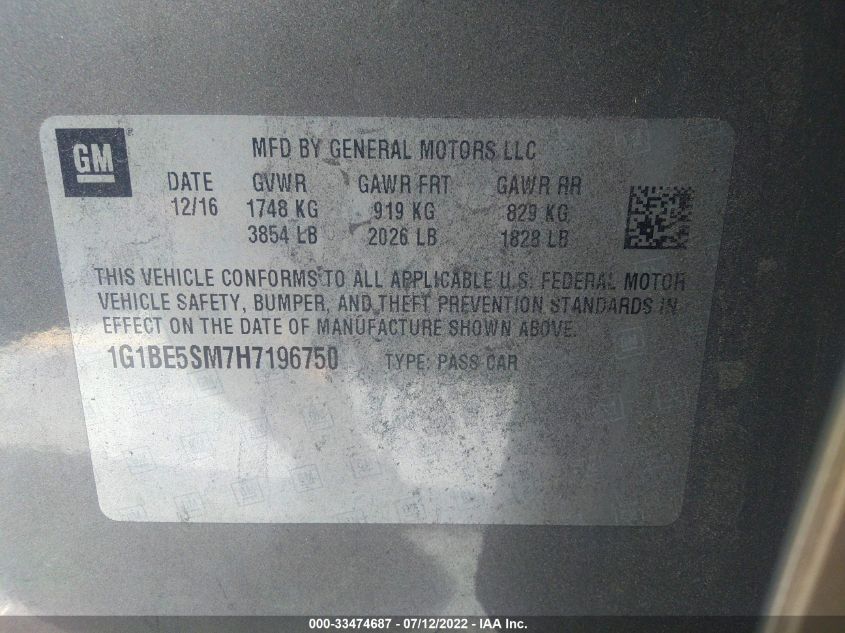 GM
MFD BY GENERAL MOTORS LLC
DATE GVWR GAWR FRT GAWR RR
12/16 1748 KG 919 KG 829 KG
3854 LB 2026 LB 1828 LB
THIS VEHICLE CONFORMS TO ALL APPLICABLE U.S. FEDERAL MOTOR
VEHICLE SAFETY, BUMPER, AND THEFT PREVENTION STANDARDS IN
EFFECT ON THE DATE OF MANUFACTURE SHOWN ABOVE.
1G1BE5SM7H7196750 TYPE: PASS CAR
000-33474687 - 07/12/2022 - IAA Inc.